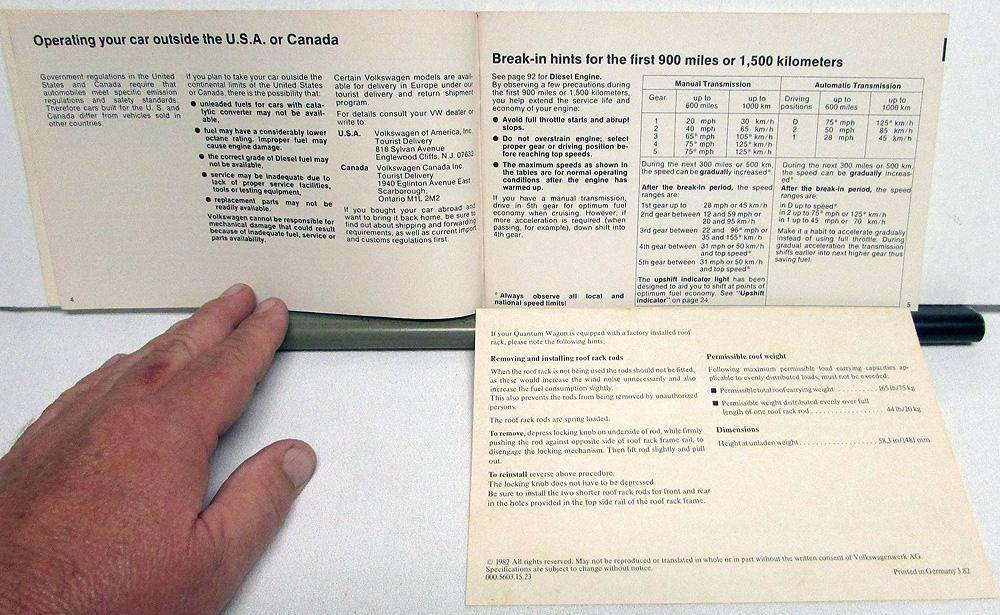 Operating your car outside the U.S.A. or Canada
Government regulations in the United
States and Canada require that
automobiles meet specific emission
regulations and safety standards.
Therefore cars built for the U. S. and
Canada differ from vehicles sold in
other countries.
If you plan to take your car outside the
continental limits of the United States
or Canada, there is the possibility that:
● unleaded fuels for cars with cata-
lytic converter may not be avail-
able,
● fuel may have a considerably lower
octane rating. Improper fuel may
cause engine damage.
● the correct grade of Diesel fuel may
not be available,
● service may be inadequate due to
lack of proper service facilities,
tools or testing equipment,
● replacement parts may not be
readily available.
Volkswagen cannot be responsible for
mechanical damage that could result
because of inadequate fuel, service or
parts availability.
Certain Volkswagen models are avail-
able for delivery in Europe under our
tourist delivery and return shipment
program.
For details consult your VW dealer or
write to:
U.S.A. Volkswagen of America, Inc.
Tourist Delivery
818 Sylvan Avenue
Englewood Cliffs, N.J. 07632
Canada Volkswagen Canada Inc.
Tourist Delivery
1940 Eglinton Avenue East
Scarborough,
Ontario M1L 2M2
If you bought your car abroad and
want to bring it back home, be sure to
find out about shipping and forwarding
requirements, as well as current import
and customs regulations first.
4
Break-in hints for the first 900 miles or 1,500 kilometers
See page 92 for Diesel Engine.
By observing a few precautions during
the first 900 miles or 1,500 kilometers,
you help extend the service life and
economy of your engine:
● Avoid full throttle starts and abrupt
stops.
● Do not overstrain engine; select
proper gear or driving position be-
fore reaching top speeds.
● The maximum speeds as shown in
the tables are for normal operating
conditions after the engine has
warmed up.
If you have a manual transmission,
drive in 5th gear for optimum fuel
economy when cruising. However, if
more acceleration is required (when
passing, for example), down shift into
4th gear.
* Always observe all local and
national speed limits!
Manual Transmission
Gear up to 600 miles up to 1000 km
1 20 mph 30 km/h
2 40 mph 65 km/h
3 65* mph 105* km/h
4 75* mph 125* km/h
5 75* mph 125* km/h
During the next 300 miles or 500 km,
the speed can be gradually increased*.
After the break-in period, the speed
ranges are:
1st gear up to 28 mph or 45 km/h
2nd gear between 12 and 59 mph or
20 and 95 km/h
3rd gear between 22 and 96* mph or
35 and 155* km/h
4th gear between 31 mph or 50 km/h
and top speed*
5th gear between 31 mph or 50 km/h
and top speed*
The upshift indicator light has been
designed to aid you to shift at points of
optimum fuel economy. See "Upshift
indicator" on page 24.
Automatic Transmission
Driving positions up to 600 miles up to 1000 km
D 75* mph 125* km/h
2 50 mph 85 km/h
1 28 mph 45 km/h
During the next 300 miles or 500 km,
the speed can be gradually increas-
ed*.
After the break-in period, the speed
ranges are:
in D up to speed*
in 2 up to 75* mph or 125* km/h
in 1 up to 45 mph or 70 km/h
Make it a habit to accelerate gradually
instead of using full throttle. During
gradual acceleration the transmission
shifts earlier into next higher gear thus
saving fuel.
5
If your Quantum Wagon is equipped with a factory installed roof
rack, please note the following hints:
Removing and installing roof rack rods
When the roof rack is not being used the rods should not be fitted,
as these would increase the wind noise unnecessarily and also
increase the fuel consumption slightly.
This also prevents the rods from being removed by unauthorized
persons.
The roof rack rods are spring loaded.
To remove, depress locking knob on underside of rod, while firmly
pushing the rod against opposite side of roof rack frame rail, to
disengage the locking mechanism. Then lift rod slightly and pull
out.
To reinstall reverse above procedure.
The locking knob does not have to be depressed.
Be sure to install the two shorter roof rack rods for front and rear
in the holes provided in the top side rail of the roof rack frame.
Permissible roof weight
Following maximum permissible load carrying capacities ap-
plicable to evenly distributed loads, must not be exceeded:
■ Permissible total roof carrying weight . . . . . . . . . . 165 lb/75 kg
■ Permissible weight distributed evenly over full
length of one roof rack rod . . . . . . . . . . . . . . . . . 44 lb/20 kg
Dimensions
Height at unladen weight . . . . . . . . . . . . . . . . . . 58.3 in/1481 mm
© 1982 All rights reserved. May not be reproduced or translated in whole or in part without the written consent of Volkswagenwerk AG.
Specifications are subject to change without notice.
000.5603.15.23
Printed in Germany 3.82